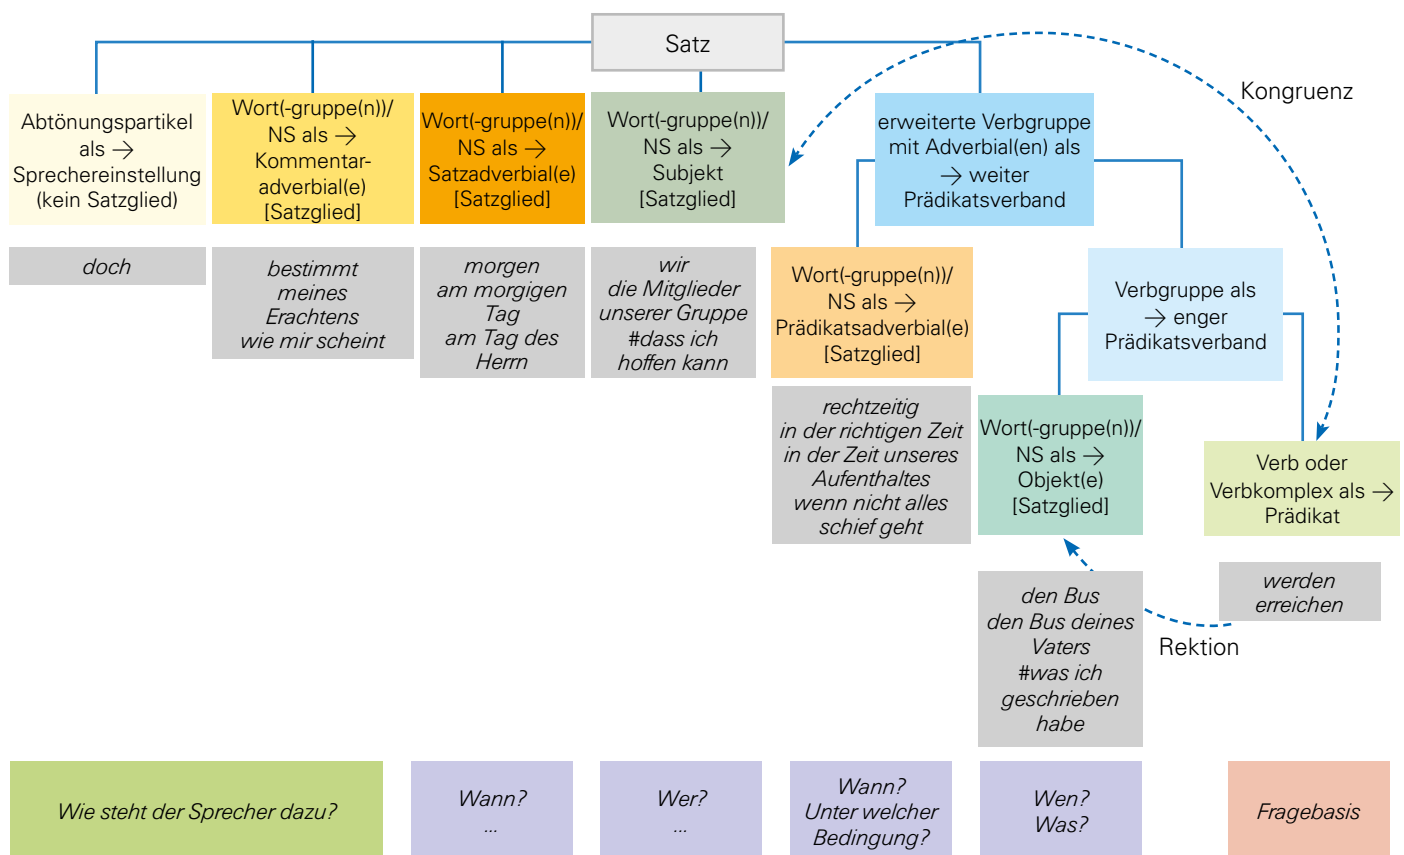 Satz
Kongruenz
Abtönungspartikel
als →
Sprechereinstellung
(kein Satzglied)
Wort(-gruppe(n))/
NS als →
Kommentar-
adverbial(e)
[Satzglied]
Wort(-gruppe(n))/
NS als →
Satzadverbial(e)
[Satzglied]
Wort(-gruppe(n))/
NS als →
Subjekt
[Satzglied]
erweiterte Verbgruppe
mit Adverbial(en) als
→ weiter
Prädikatsverband
doch
bestimmt
meines
Erachtens
wie mir scheint
morgen
am morgigen
Tag
am Tag des
Herrn
wir
die Mitglieder
unserer Gruppe
#dass ich
hoffen kann
Wort(-gruppe(n))/
NS als →
Prädikatsadverbial(e)
[Satzglied]
Verbgruppe als
→ enger
Prädikatsverband
rechtzeitig
in der richtigen Zeit
in der Zeit unseres
Aufenthaltes
wenn nicht alles
schief geht
Wort(-gruppe(n))/
NS als →
Objekt(e)
[Satzglied]
Verb oder
Verbkomplex als →
Prädikat
den Bus
den Bus deines
Vaters
#was ich
geschrieben
habe
werden
erreichen
Rektion
Wie steht der Sprecher dazu?
Wann?
...
Wer?
...
Wann?
Unter welcher
Bedingung?
Wen?
Was?
Fragebasis